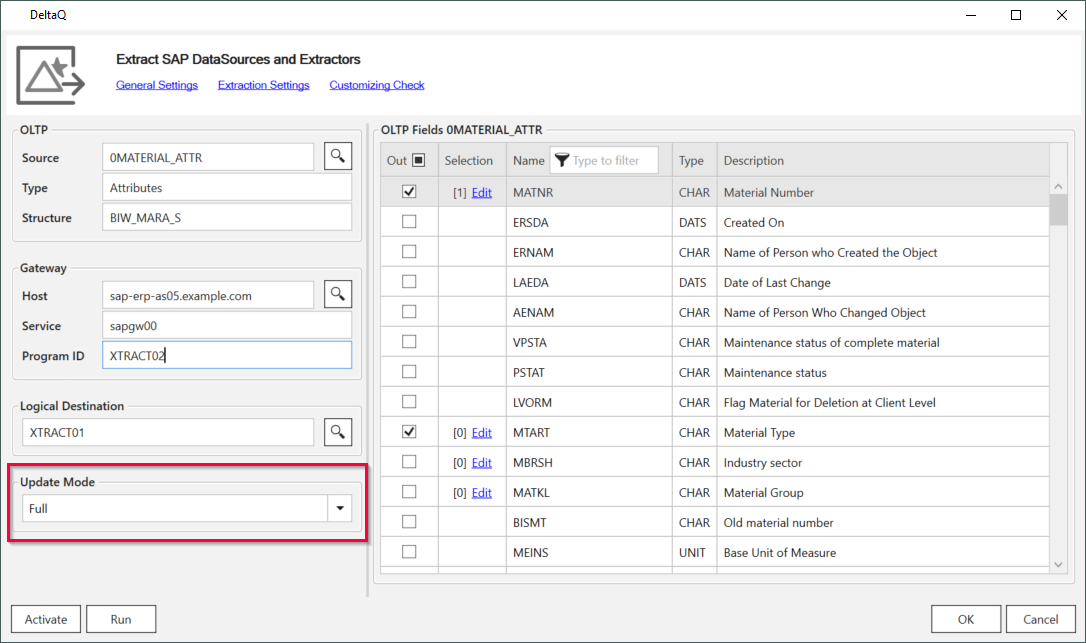 DeltaQ
Extract SAP DataSources and Extractors
General Settings Extraction Settings Customizing Check
OLTP
Source 0MATERIAL_ATTR
Type Attributes
Structure BIW_MARA_S
Gateway
Host sap-erp-as05.example.com
Service sapgw00
Program ID XTRACT02
Logical Destination
XTRACT01
Update Mode
Full
OLTP Fields 0MATERIAL_ATTR
Out Selection Name Type to filter Type Description
[1] Edit MATNR CHAR Material Number
ERSDA DATS Created On
ERNAM CHAR Name of Person who Created the Object
LAEDA DATS Date of Last Change
AENAM CHAR Name of Person Who Changed Object
VPSTA CHAR Maintenance status of complete material
PSTAT CHAR Maintenance status
LVORM CHAR Flag Material for Deletion at Client Level
[0] Edit MTART CHAR Material Type
[0] Edit MBRSH CHAR Industry sector
[0] Edit MATKL CHAR Material Group
BISMT CHAR Old material number
MEINS UNIT Base Unit of Measure
Activate Run OK Cancel